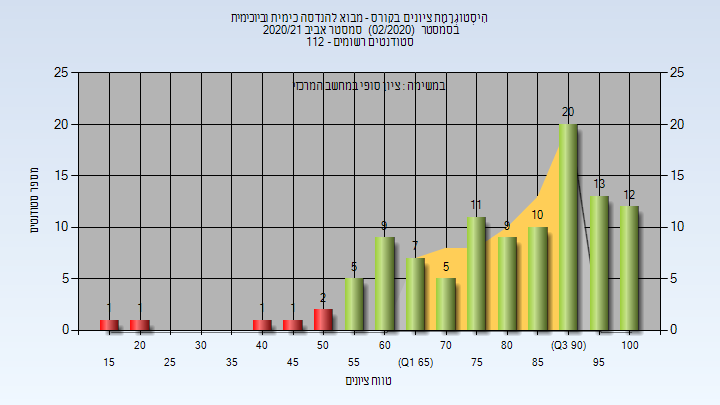 היסטוגרמת ציונים בקורס - מבוא להנדסה כימית וביוכימית
בסמסטר (02/2020) סמסטר אביב 2020/21
סטודנטים רשומים - 112
במשימה : ציון סופי במחשב המרכזי
25 25
20 20
15 15
10 10
5 5
0 0
מספר סטודנטים
1 1 1 1 2 5 9 7 5 11 9 10 20 13 12
20 30 40 50 60 70 80 (Q3 90) 100
15 25 35 45 55 (Q1 65) 75 85 95
טווח ציונים